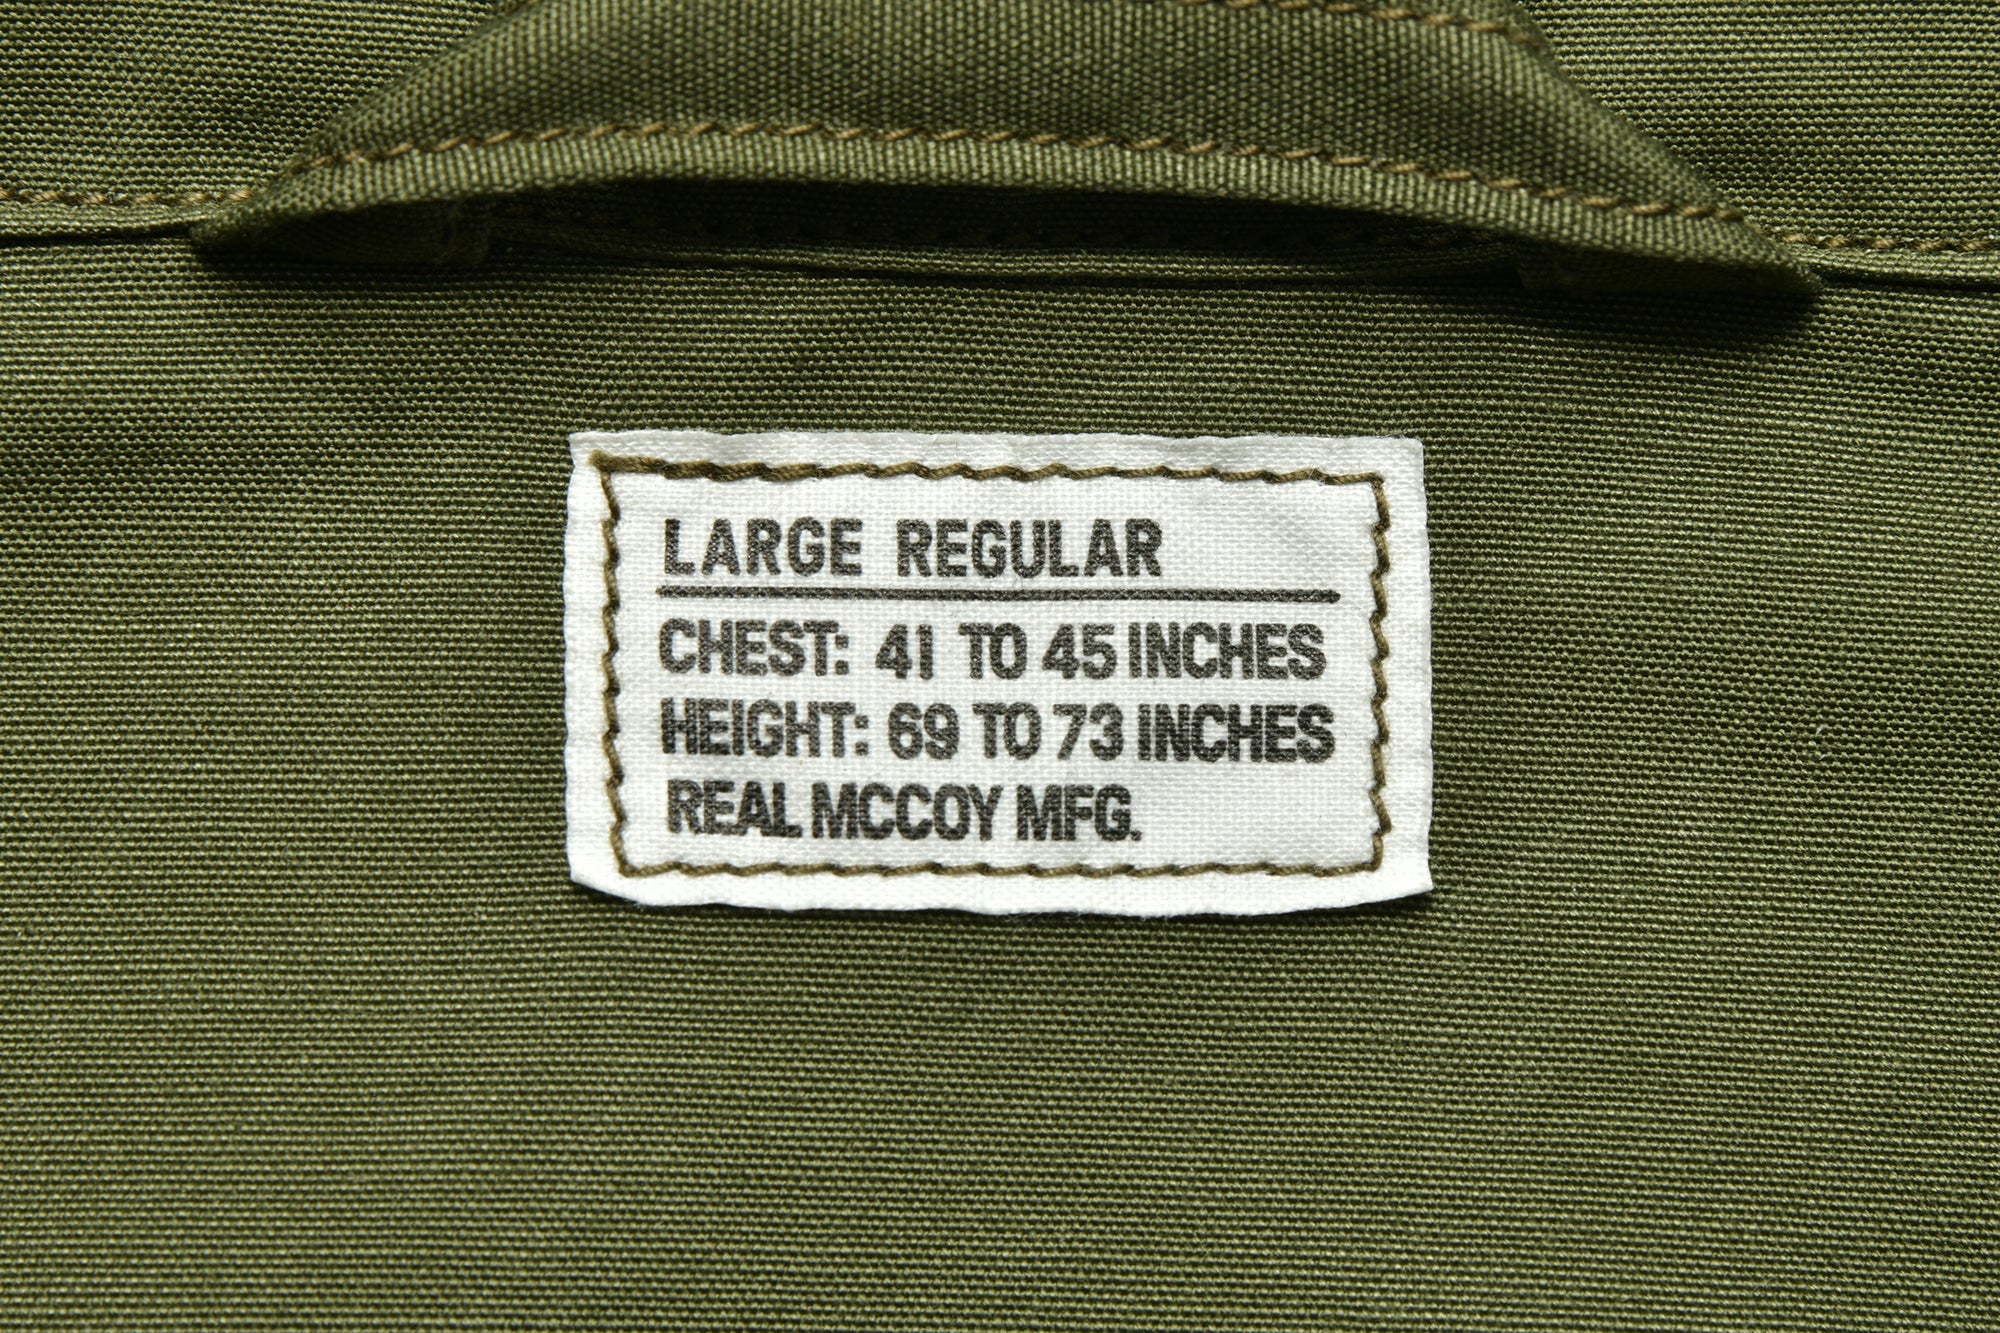 LARGE REGULAR
CHEST: 41 TO 45 INCHES
HEIGHT: 69 TO 73 INCHES
REAL MCCOY MFG.